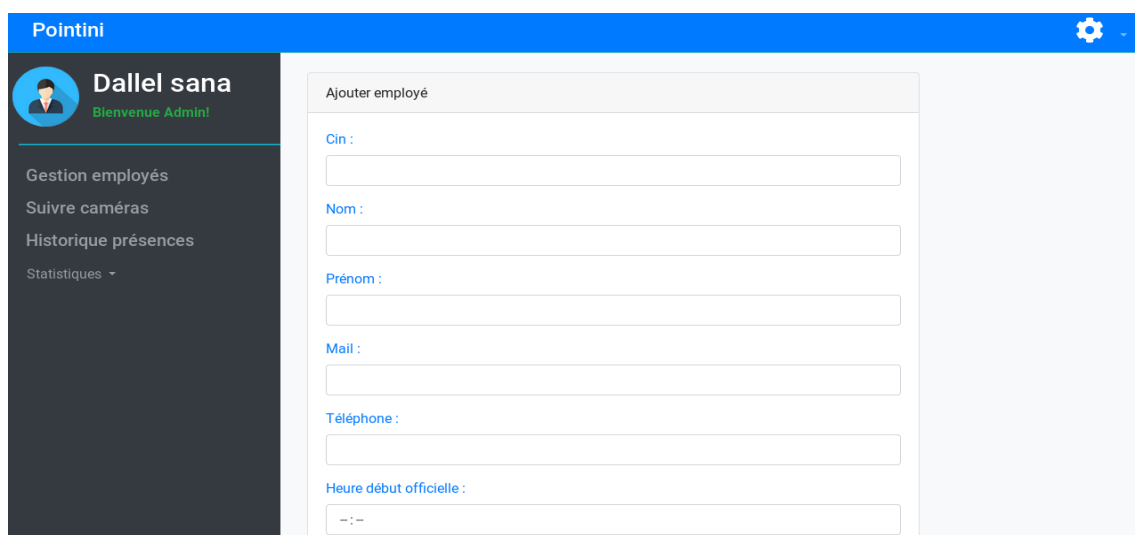 Pointini
Dallel sana
Bienvenue Admin!
Gestion employés
Suivre caméras
Historique présences
Statistiques
Ajouter employé
Cin :
Nom :
Prénom :
Mail :
Téléphone :
Heure début officielle :
--:--